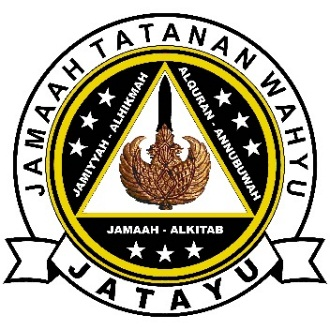 JAMAAH TATANAN WAHYU
JAMIYYAH - ALHIKMAH
ALQURAN - ANNUBUWAH
JAMAAH - ALKITAB
JATAYU